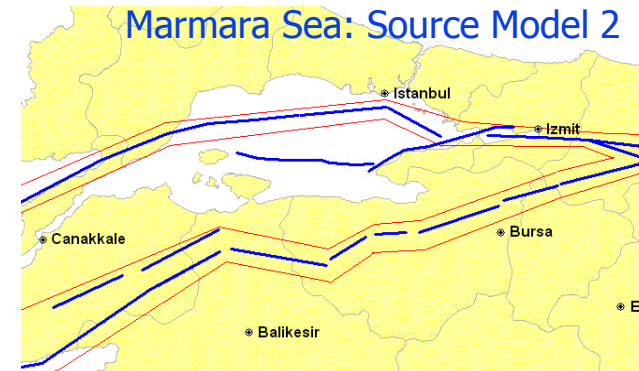 Marmara Sea: Source Model 2
Istanbul
Izmit
Canakkale
Bursa
E
Balikesir